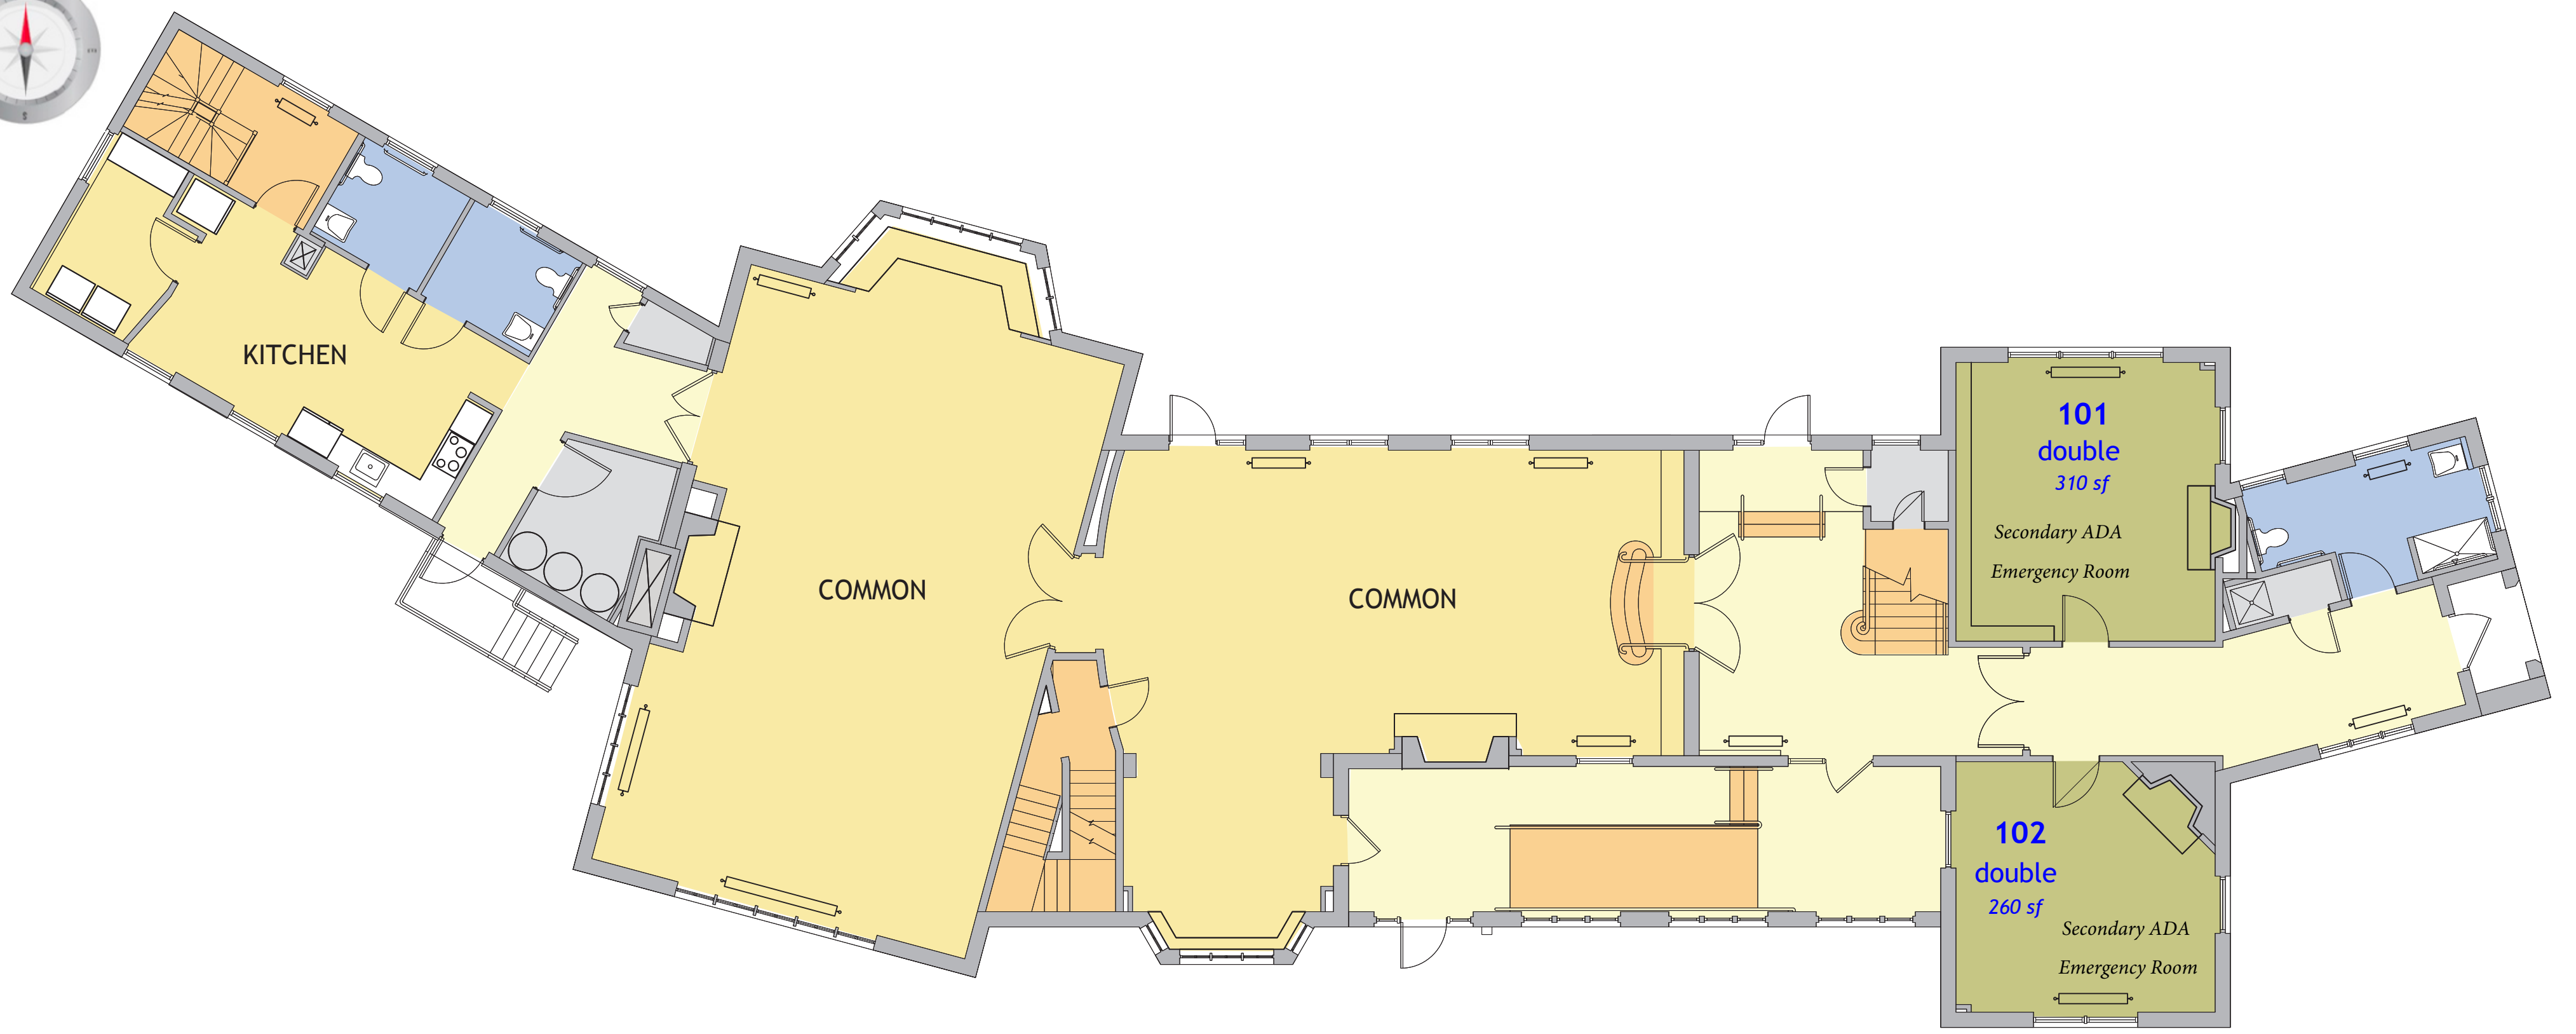 S
KITCHEN
COMMON
COMMON
101
double
310 sf
Secondary ADA
Emergency Room
102
double
260 sf
Secondary ADA
Emergency Room